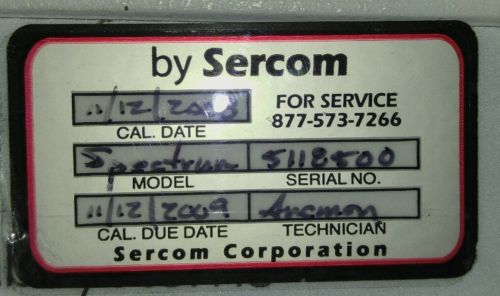 by Sercom
11/12/2008
FOR SERVICE
CAL. DATE
877-573-7266
Spectrum 5118500
MODEL SERIAL NO.
11/12/2009
CAL. DUE DATE TECHNICIAN
Sercom Corporation